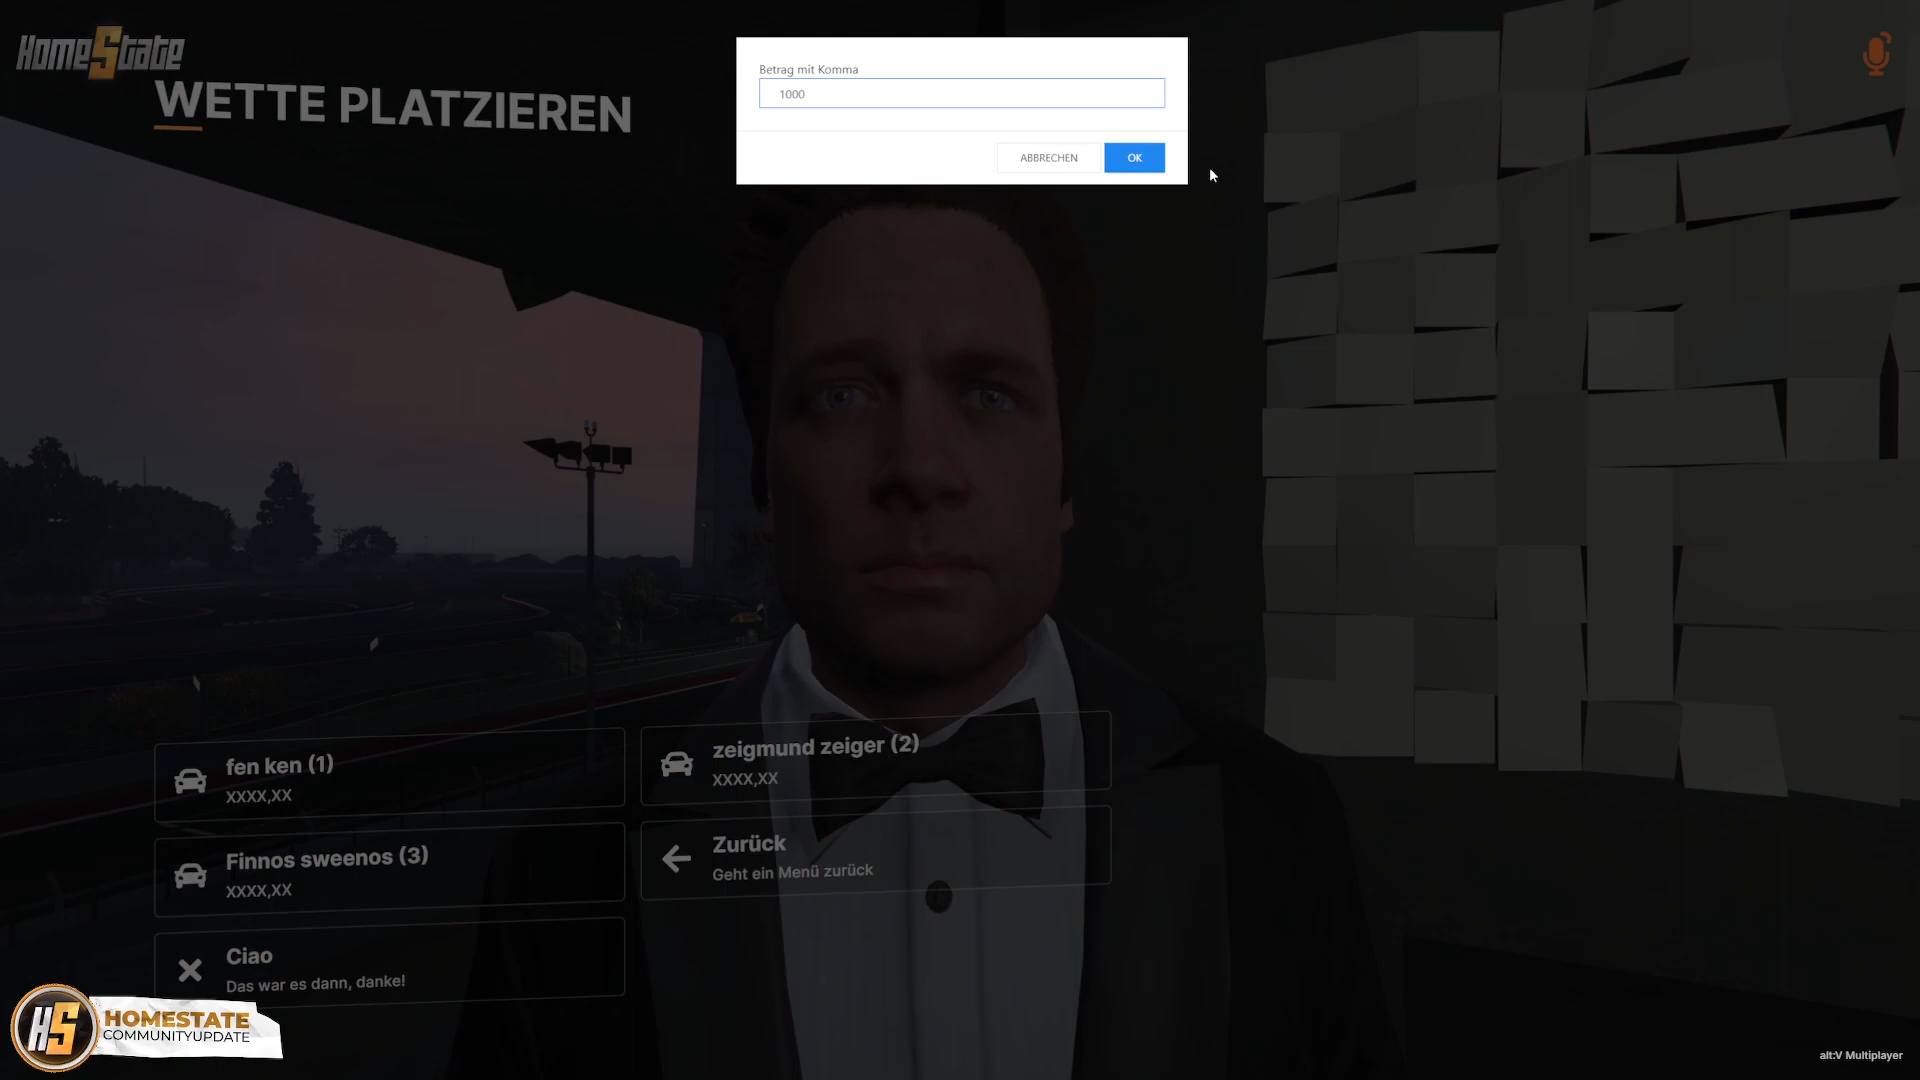 HomeState
WETTE PLATZIEREN
Betrag mit Komma
1000
ABBRECHEN
OK
fen ken (1)
XXXX,XX
zeigmund zeiger (2)
XXXX,XX
Finnos sweenos (3)
XXXX,XX
Zurück
Geht ein Menü zurück
Ciao
Das war es dann, danke!
HS
HOMESTATE
COMMUNITYUPDATE
alt:V Multiplayer